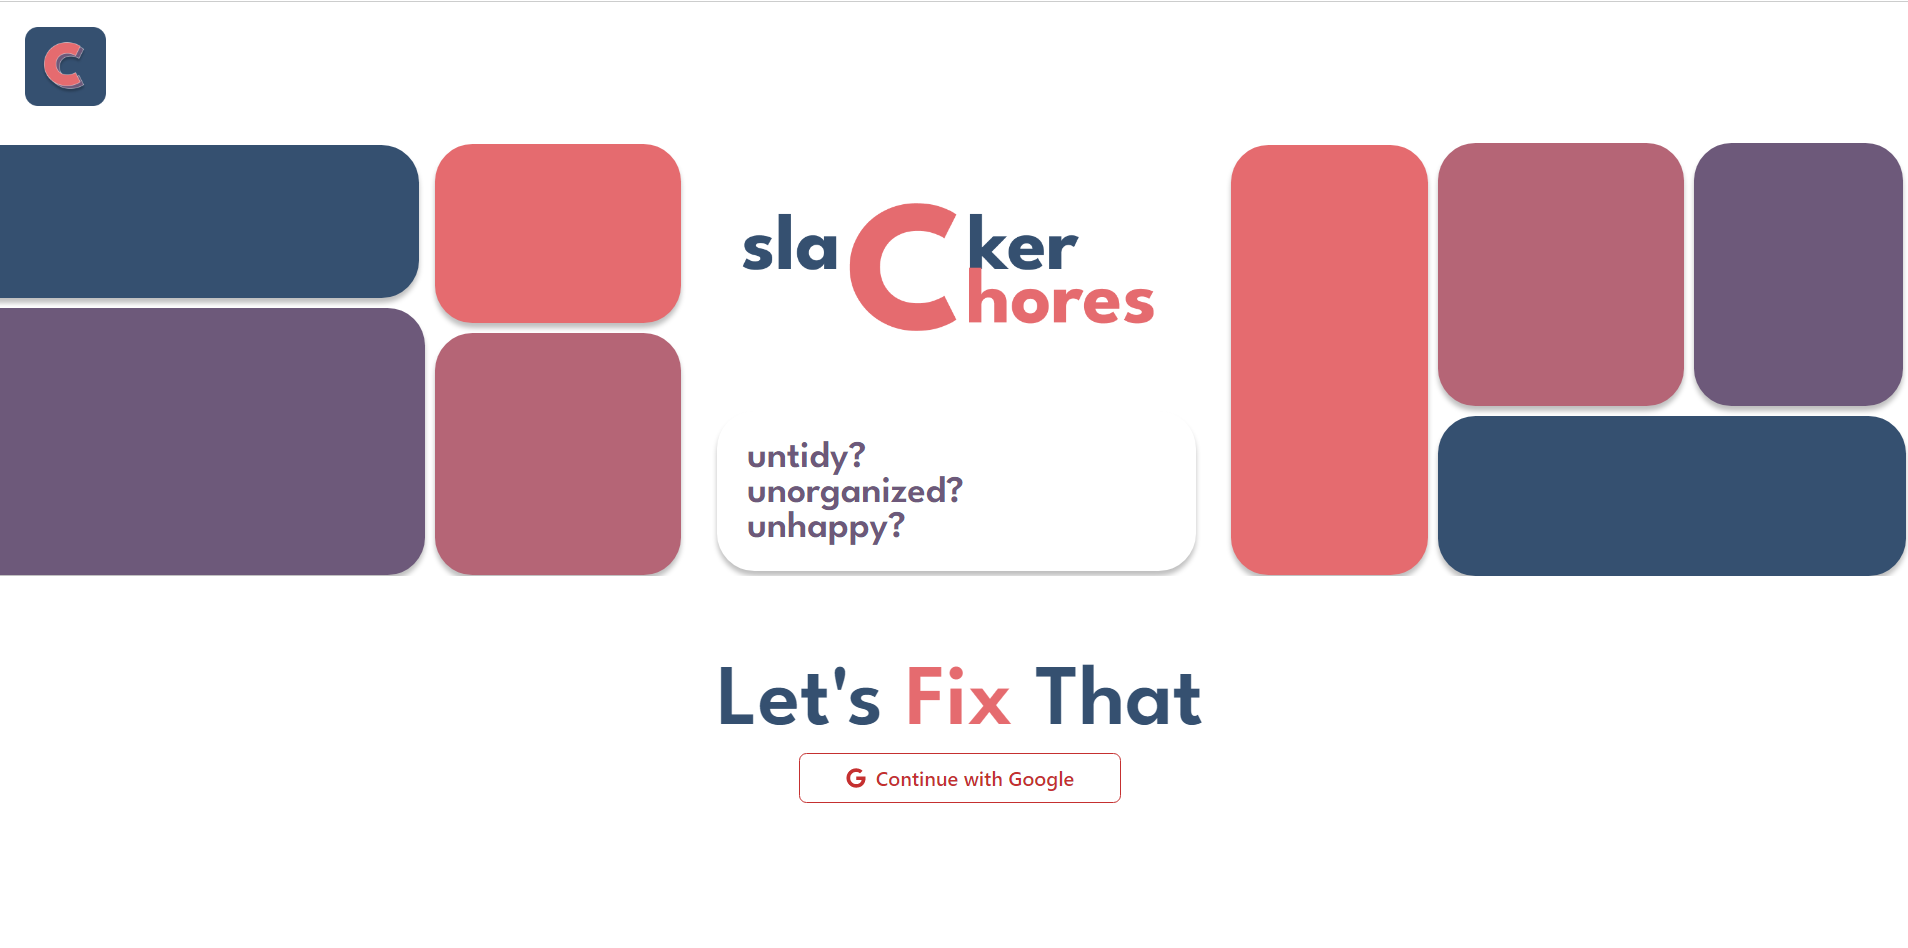 C
slaCker
Chores
untidy?
unorganized?
unhappy?
Let's Fix That
G Continue with Google